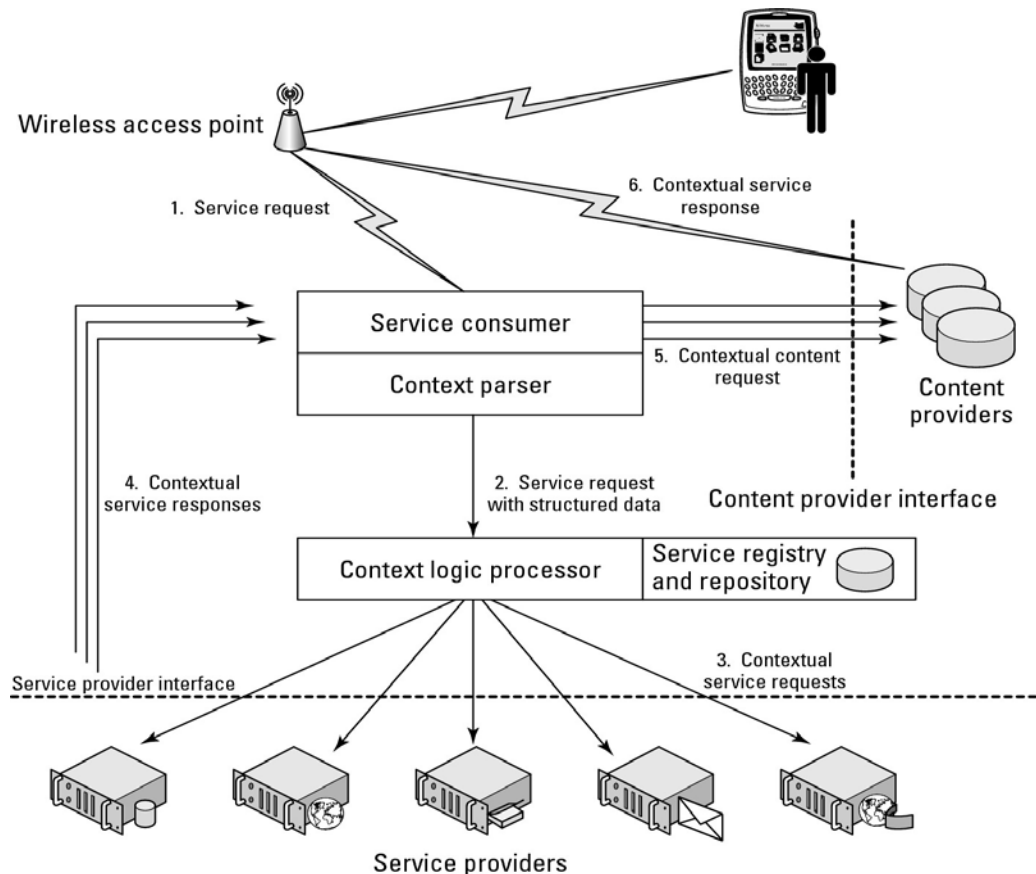 Wireless access point
1. Service request
6. Contextual service
response
Service consumer
Context parser
5. Contextual content
request
Content
providers
4. Contextual
service responses
2. Service request
with structured data
Content provider interface
Context logic processor
Service registry
and repository
3. Contextual
service requests
Service provider interface
Service providers